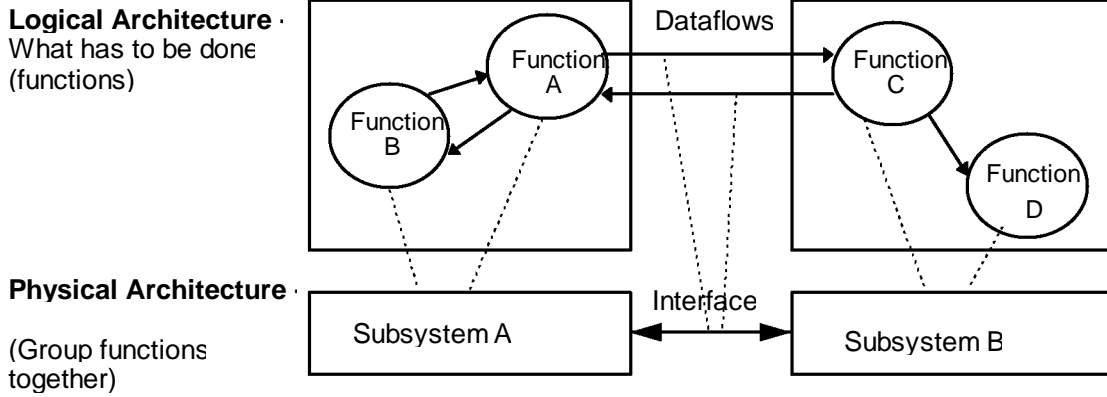 Logical Architecture -
What has to be done
(functions)
Dataflows
Function
A
Function
B
Function
C
Function
D
Physical Architecture -
(Group functions
together)
Subsystem A
Interface
Subsystem B